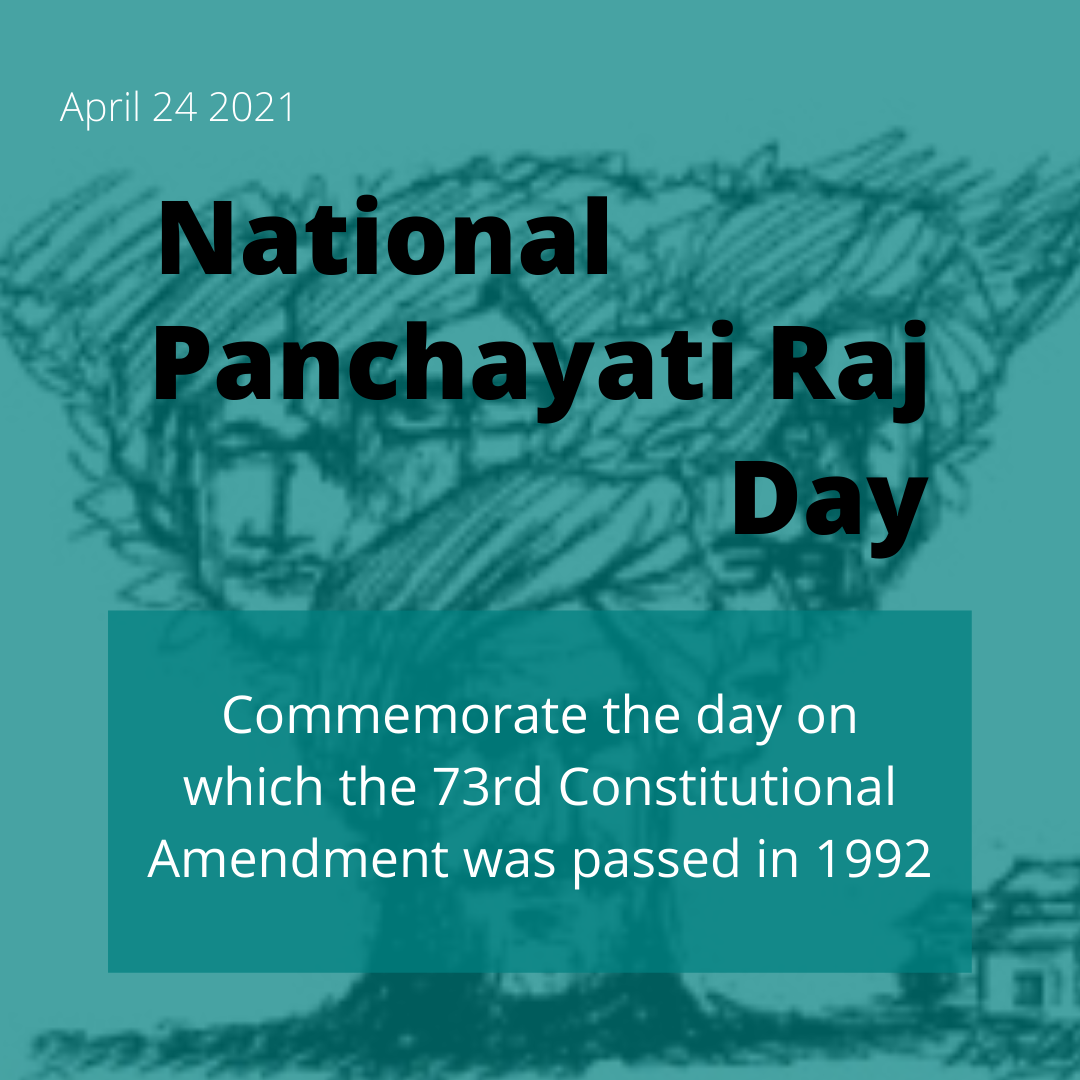 April 24 2021
National
Panchayati Raj
Day
Commemorate the day on
which the 73rd Constitutional
Amendment was passed in 1992